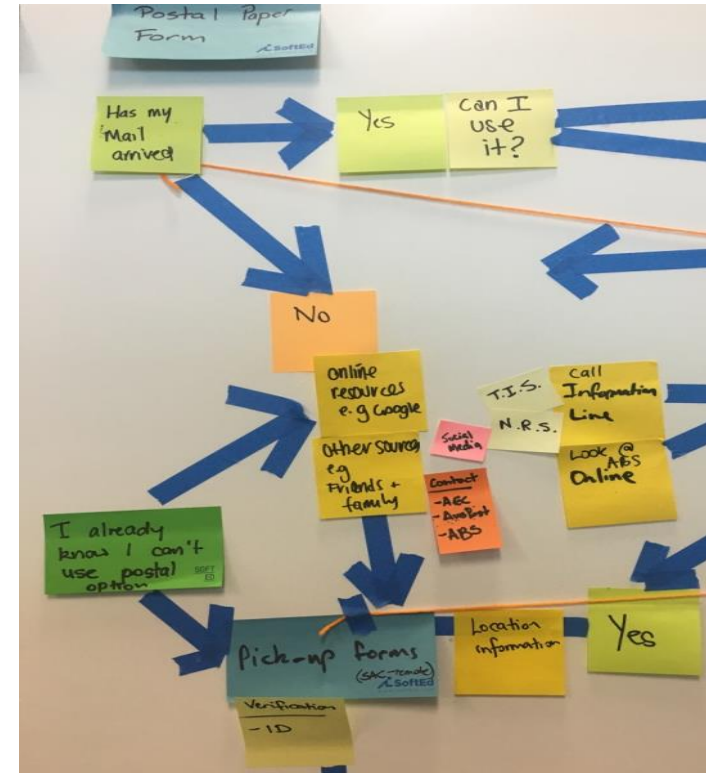 Postal Paper
Form
SoftEd
Has my
Mail
arrived
Yes
Can I
use
it?
No
Online
resources
e.g Google
other sources
eg
Friends +
family
Social
Media
T.I.S.
N.R.S.
Call
Information
Line
Look @
ABS
Online
Contact
- AEC
- AusPost
- ABS
I already
know I can't
use postal
option
SOFT
ED
Pick-up forms
(SAC-remote)
SoftEd
Location
information
Yes
Verification
- ID